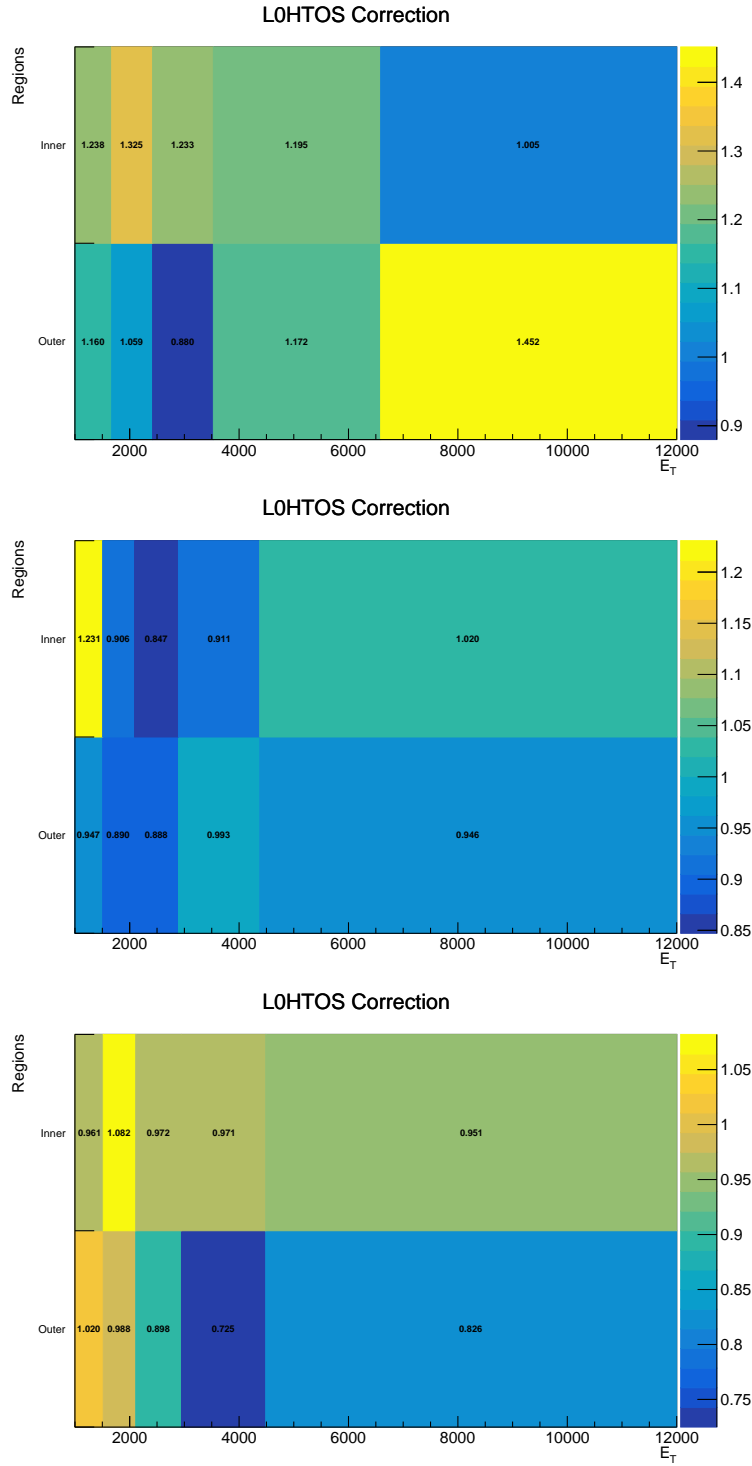 L0HTOS Correction
Regions
Inner
1.238 1.325 1.233 1.195 1.005
Outer
1.160 1.059 0.880 1.172 1.452
1.4
1.3
1.2
1.1
1
0.9
2000 4000 6000 8000 10000 12000
E_T
L0HTOS Correction
Regions
Inner
1.231 0.906 0.847 0.911 1.020
Outer
0.947 0.890 0.888 0.993 0.946
1.2
1.15
1.1
1.05
1
0.95
0.9
0.85
2000 4000 6000 8000 10000 12000
E_T
L0HTOS Correction
Regions
Inner
0.961 1.082 0.972 0.971 0.951
Outer
1.020 0.988 0.898 0.725 0.826
1.05
1
0.95
0.9
0.85
0.8
0.75
2000 4000 6000 8000 10000 12000
E_T